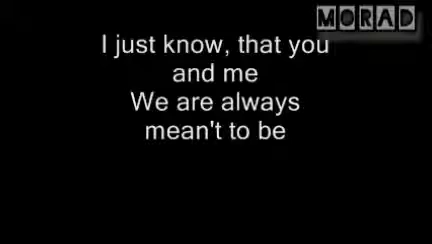 MORAD
I just know, that you
and me
We are always
mean't to be